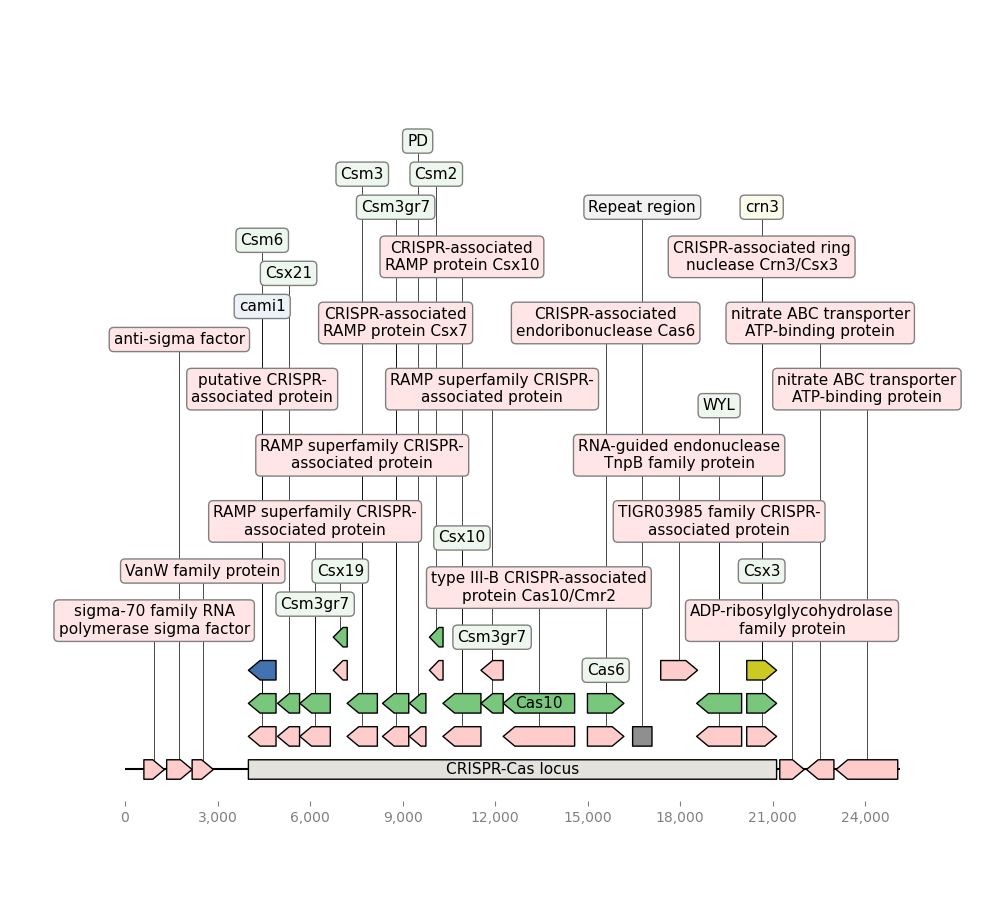 PD
Csm3
Csm2
Csm3gr7
Repeat region
crn3
Csm6
CRISPR-associated
RAMP protein Csx10
CRISPR-associated ring
nuclease Crn3/Csx3
Csx21
cami1
CRISPR-associated
RAMP protein Csx7
CRISPR-associated
endoribonuclease Cas6
nitrate ABC transporter
ATP-binding protein
anti-sigma factor
putative CRISPR-
associated protein
RAMP superfamily CRISPR-
associated protein
nitrate ABC transporter
ATP-binding protein
WYL
RAMP superfamily CRISPR-
associated protein
RNA-guided endonuclease
TnpB family protein
RAMP superfamily CRISPR-
associated protein
TIGR03985 family CRISPR-
associated protein
Csx10
VanW family protein
Csx19
type III-B CRISPR-associated
protein Cas10/Cmr2
Csx3
Csm3gr7
sigma-70 family RNA
polymerase sigma factor
ADP-ribosylglycohydrolase
family protein
Csm3gr7
Cas6
Cas10
CRISPR-Cas locus
0
3,000
6,000
9,000
12,000
15,000
18,000
21,000
24,000